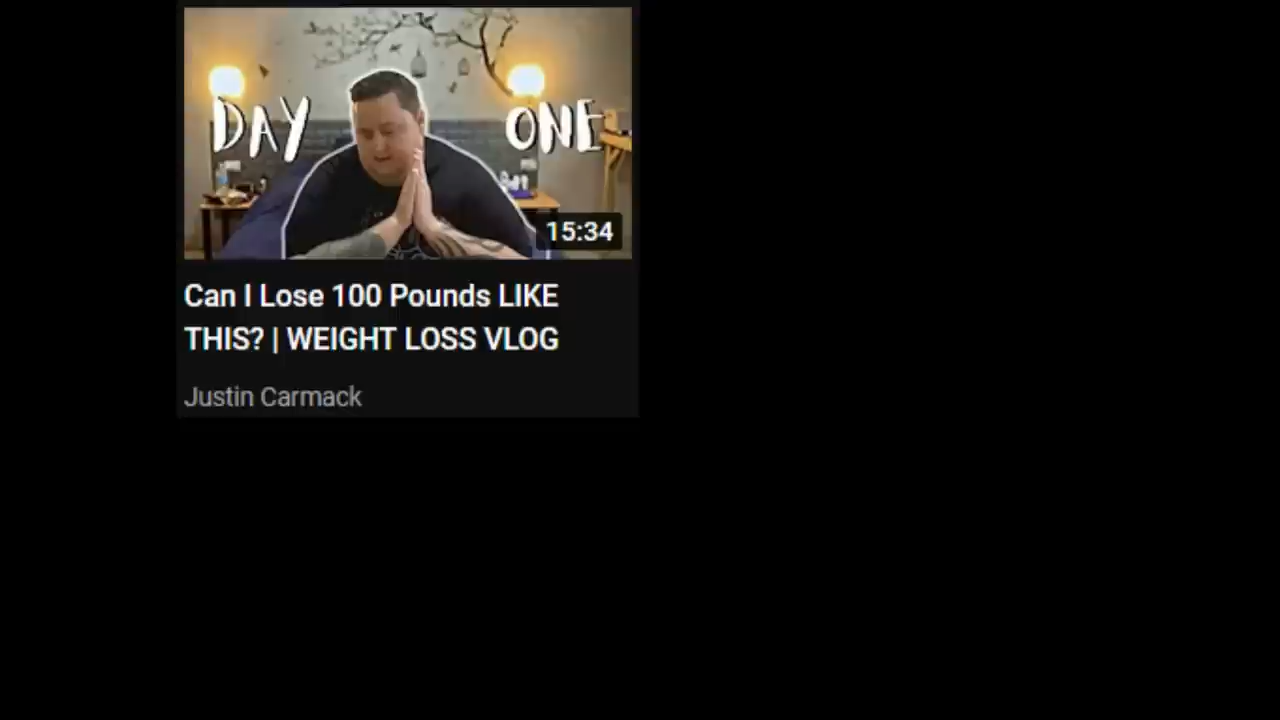 DAY ONE
15:34
Can I Lose 100 Pounds LIKE
THIS? | WEIGHT LOSS VLOG
Justin Carmack